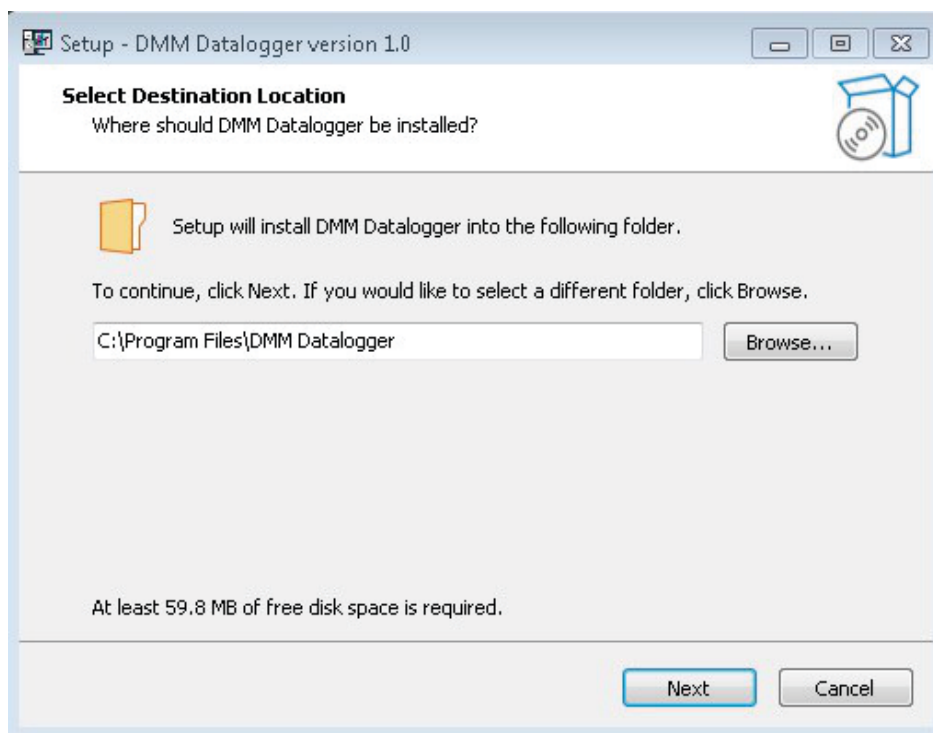 Setup - DMM Datalogger version 1.0
Select Destination Location
Where should DMM Datalogger be installed?
Setup will install DMM Datalogger into the following folder.
To continue, click Next. If you would like to select a different folder, click Browse.
C:\Program Files\DMM Datalogger
Browse...
At least 59.8 MB of free disk space is required.
Next
Cancel